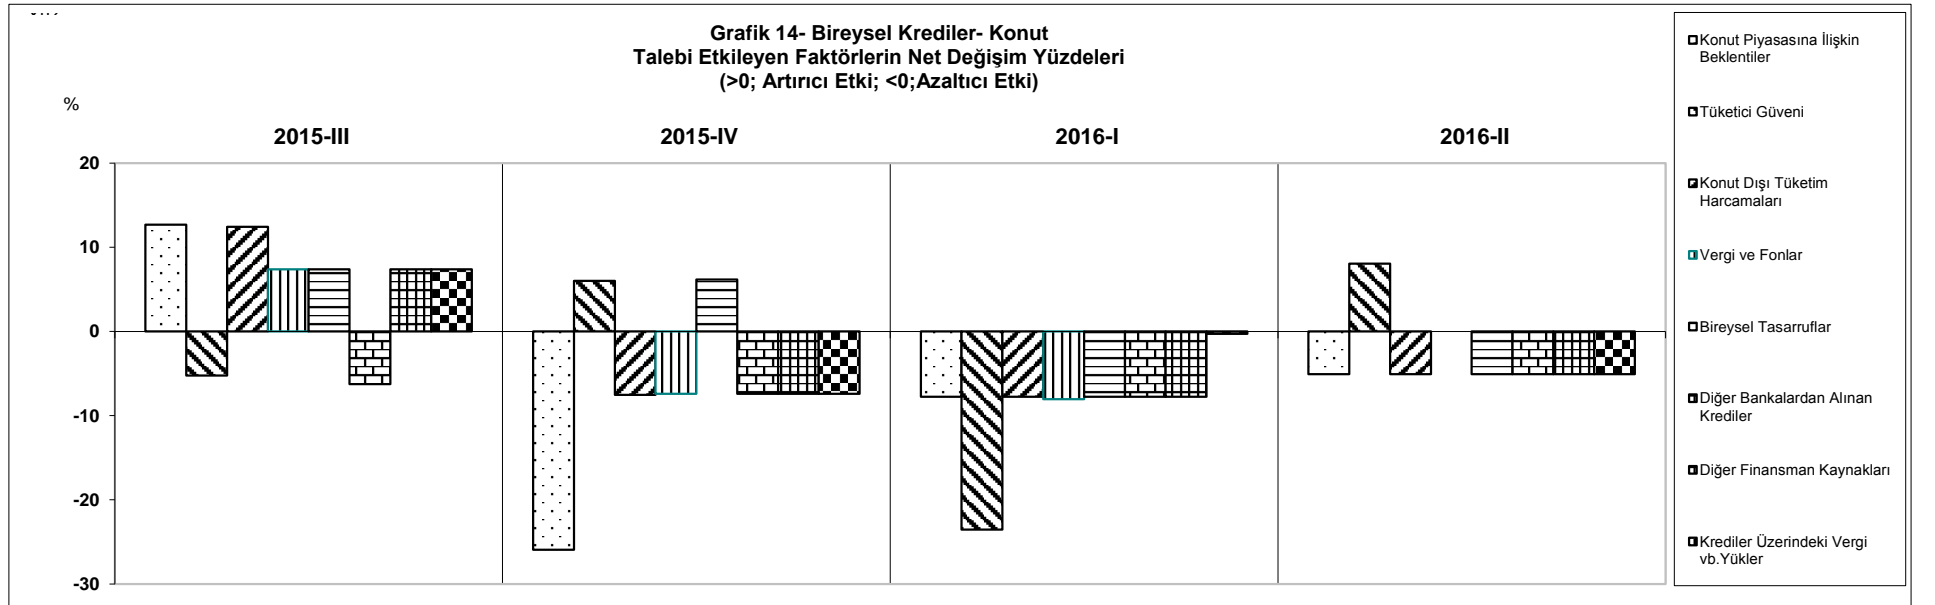 Grafik 14- Bireysel Krediler- Konut
Talebi Etkileyen Faktörlerin Net Değişim Yüzdeleri
(>0; Artırıcı Etki; <0;Azaltıcı Etki)
%
2015-III
2015-IV
2016-I
2016-II
20
10
0
-10
-20
-30
Konut Piyasasına İlişkin
Beklentiler
Tüketici Güveni
Konut Dışı Tüketim
Harcamaları
Vergi ve Fonlar
Bireysel Tasarruflar
Diğer Bankalardan Alınan
Krediler
Diğer Finansman Kaynakları
Krediler Üzerindeki Vergi
vb.Yükler